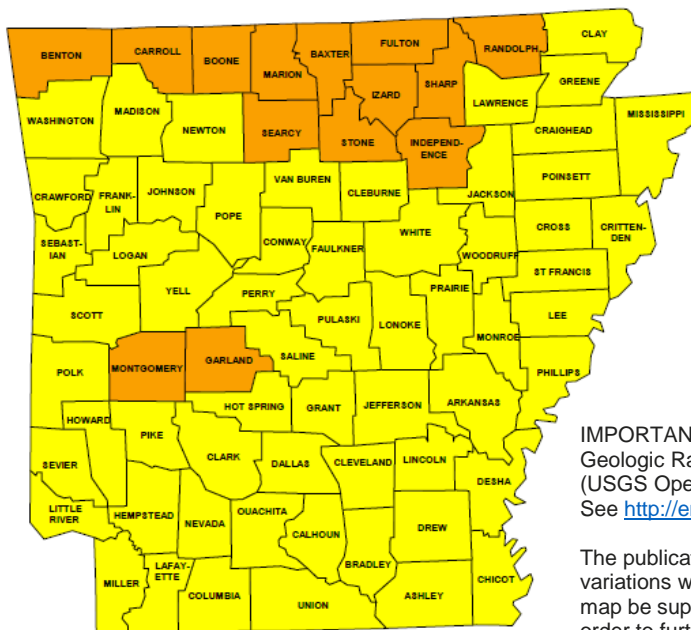 CLAY
BENTON
CARROLL
BOONE
MARION
BAXTER
FULTON
RANDOLPH
IZARD
SHARP
GREENE
LAWRENCE
MISSISSIPPI
WASHINGTON
MADISON
NEWTON
SEARCY
STONE
INDEPEND-
ENCE
CRAIGHEAD
POINSETT
CRAWFORD
FRANK-
LIN
JOHNSON
POPE
VAN BUREN
CLEBURNE
JACKSON
SEBAST-
IAN
LOGAN
CONWAY
FAULKNER
WHITE
WOODRUFF
CROSS
CRITTEN-
DEN
ST FRANCIS
SCOTT
YELL
PERRY
PULASKI
LONOKE
PRAIRIE
MONROE
LEE
PHILLIPS
POLK
MONTGOMERY
GARLAND
SALINE
HOT SPRING
GRANT
JEFFERSON
ARKANSAS
HOWARD
PIKE
CLARK
DALLAS
CLEVELAND
LINCOLN
DESHA
SEVIER
LITTLE
RIVER
HEMPSTEAD
NEVADA
OUACHITA
CALHOUN
BRADLEY
DREW
MILLER
LAFAY-
ETTE
COLUMBIA
UNION
ASHLEY
CHICOT
IMPORTAN
Geologic Ra
(USGS Ope
See http://e
The publica
variations w
map be sup
order to furt